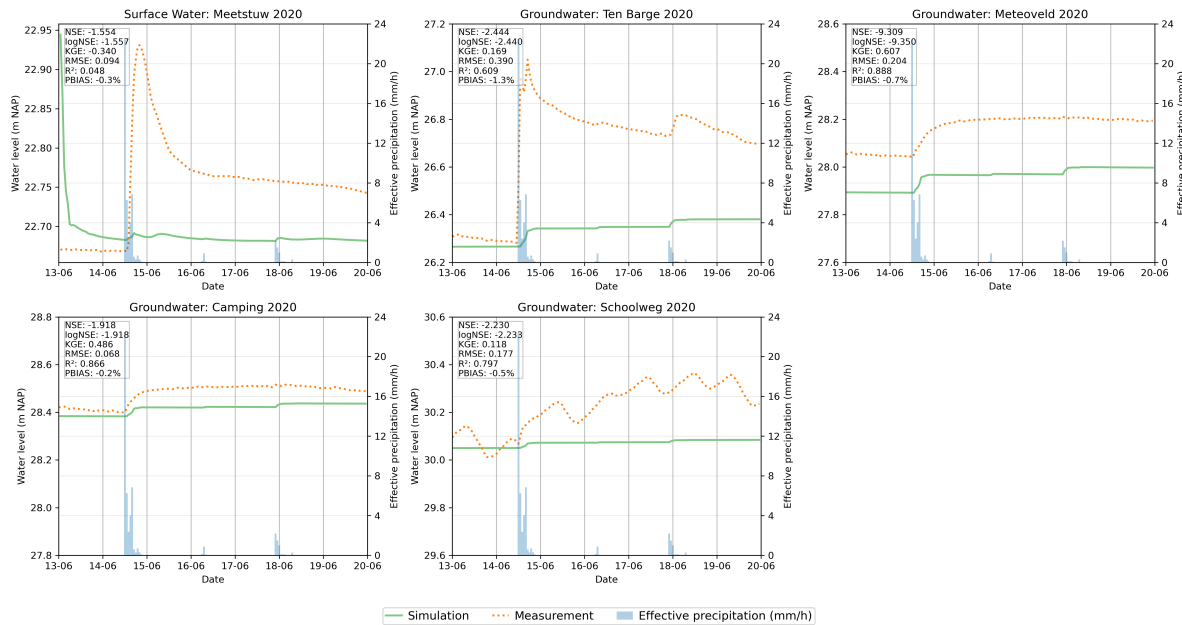 Surface Water: Meetstuw 2020
NSE: -1.554
logNSE: -1.557
KGE: -0.340
RMSE: 0.094
R²: 0.048
PBIAS: -0.3%
22.95
22.90
22.85
22.80
22.75
22.70
Water level (m NAP)
24
20
16
12
8
4
0
Effective precipitation (mm/h)
13-06 14-06 15-06 16-06 17-06 18-06 19-06 20-06
Date
Groundwater: Ten Barge 2020
NSE: -2.444
logNSE: -2.440
KGE: 0.169
RMSE: 0.390
R²: 0.609
PBIAS: -1.3%
27.2
27.0
26.8
26.6
26.4
26.2
Water level (m NAP)
24
20
16
12
8
4
0
Effective precipitation (mm/h)
13-06 14-06 15-06 16-06 17-06 18-06 19-06 20-06
Date
Groundwater: Meteoveld 2020
NSE: -9.309
logNSE: -9.350
KGE: 0.607
RMSE: 0.204
R²: 0.888
PBIAS: -0.7%
28.6
28.4
28.2
28.0
27.8
27.6
Water level (m NAP)
24
20
16
12
8
4
0
Effective precipitation (mm/h)
13-06 14-06 15-06 16-06 17-06 18-06 19-06 20-06
Date
Groundwater: Camping 2020
NSE: -1.918
logNSE: -1.918
KGE: 0.486
RMSE: 0.068
R²: 0.866
PBIAS: -0.2%
28.8
28.6
28.4
28.2
28.0
27.8
Water level (m NAP)
24
20
16
12
8
4
0
Effective precipitation (mm/h)
13-06 14-06 15-06 16-06 17-06 18-06 19-06 20-06
Date
Groundwater: Schoolweg 2020
NSE: -2.230
logNSE: -2.233
KGE: 0.118
RMSE: 0.177
R²: 0.797
PBIAS: -0.5%
30.6
30.4
30.2
30.0
29.8
29.6
Water level (m NAP)
24
20
16
12
8
4
0
Effective precipitation (mm/h)
13-06 14-06 15-06 16-06 17-06 18-06 19-06 20-06
Date
Simulation Measurement Effective precipitation (mm/h)